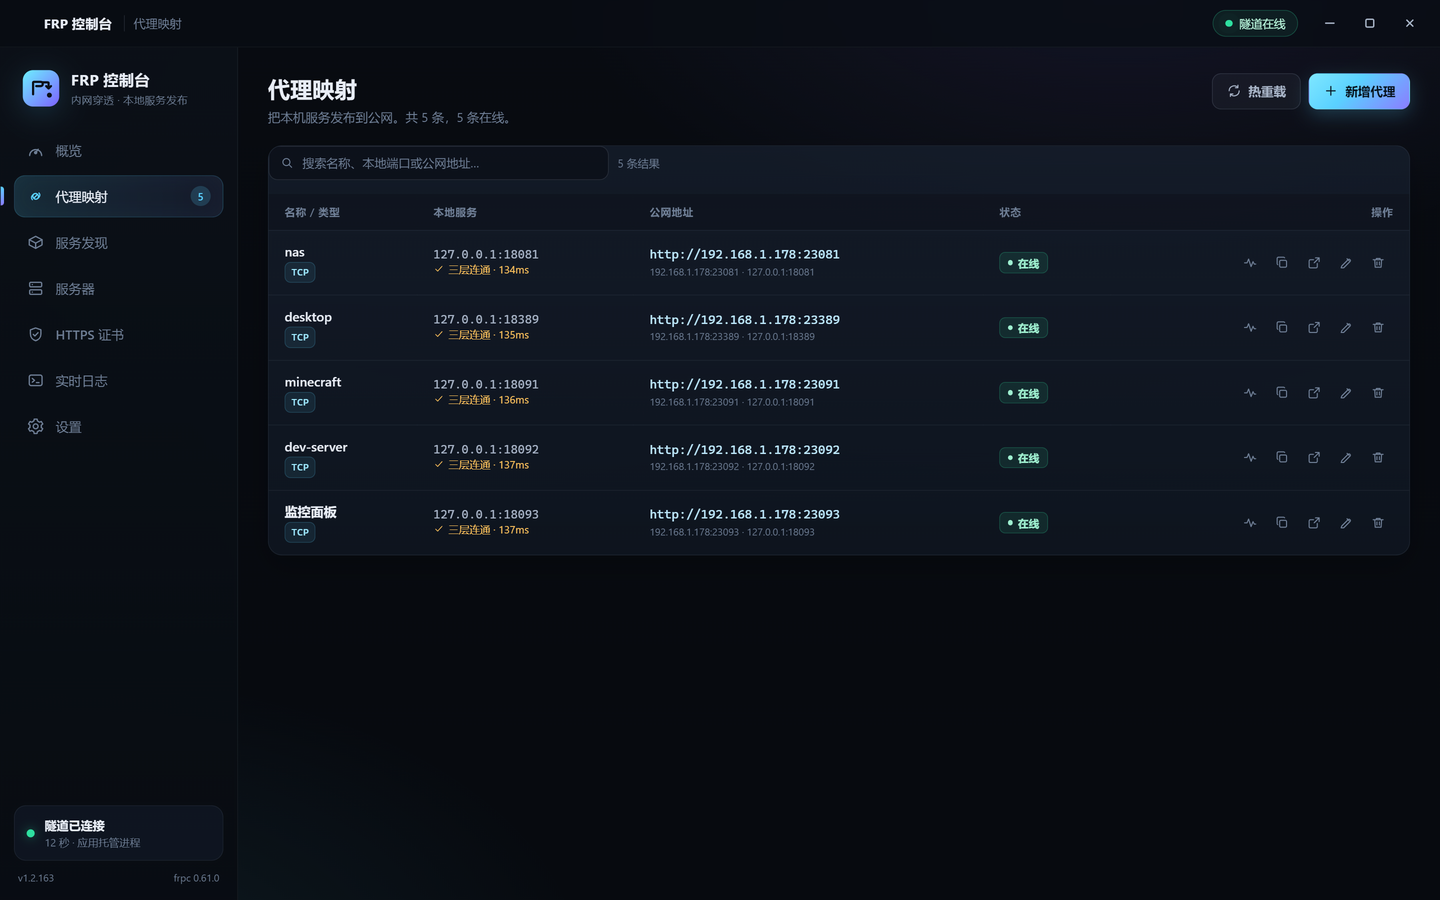 FRP 控制台 代理映射 隧道在线
FRP 控制台
内网穿透 · 本地服务发布
概览
代理映射 5
服务发现
服务器
HTTPS 证书
实时日志
设置
隧道已连接
12 秒 · 应用托管进程
v1.2.163 frpc 0.61.0
代理映射
把本机服务发布到公网。共 5 条，5 条在线。
热重载 新增代理
搜索名称、本地端口或公网地址... 5 条结果
名称 / 类型 本地服务 公网地址 状态 操作
nas 127.0.0.1:18081 http://192.168.1.178:23081 在线
TCP 三层连通 · 134ms 192.168.1.178:23081 · 127.0.0.1:18081
desktop 127.0.0.1:18389 http://192.168.1.178:23389 在线
TCP 三层连通 · 135ms 192.168.1.178:23389 · 127.0.0.1:18389
minecraft 127.0.0.1:18091 http://192.168.1.178:23091 在线
TCP 三层连通 · 136ms 192.168.1.178:23091 · 127.0.0.1:18091
dev-server 127.0.0.1:18092 http://192.168.1.178:23092 在线
TCP 三层连通 · 137ms 192.168.1.178:23092 · 127.0.0.1:18092
监控面板 127.0.0.1:18093 http://192.168.1.178:23093 在线
TCP 三层连通 · 137ms 192.168.1.178:23093 · 127.0.0.1:18093